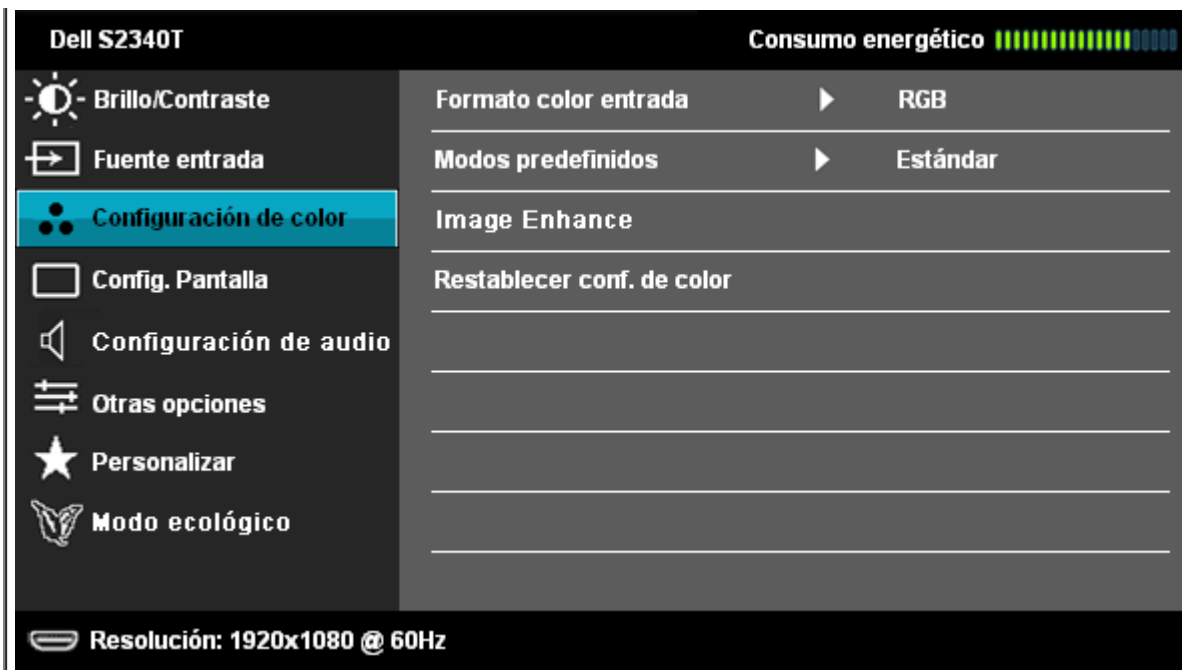 Dell S2340T
Consumo energético
Brillo/Contraste
Fuente entrada
Configuración de color
Config. Pantalla
Configuración de audio
Otras opciones
Personalizar
Modo ecológico
Formato color entrada RGB
Modos predefinidos Estándar
Image Enhance
Restablecer conf. de color
Resolución: 1920x1080 @ 60Hz